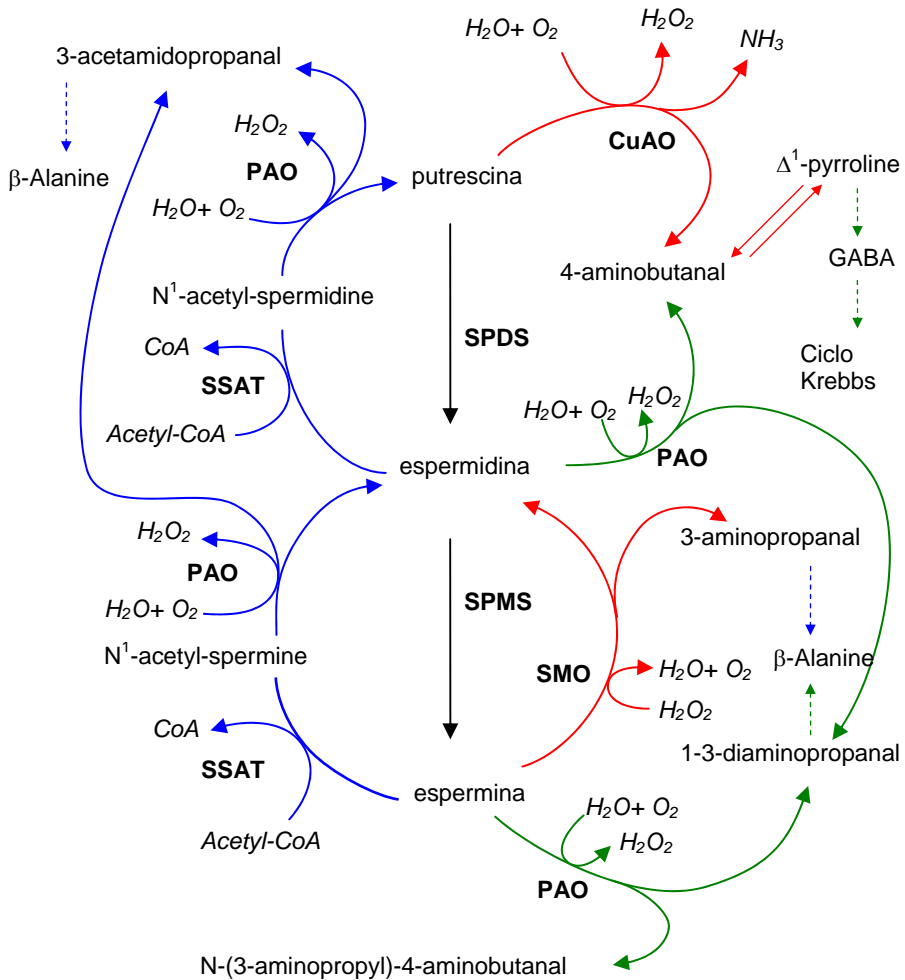 H₂O+ O₂
H₂O₂
NH₃
3-acetamidopropanal
H₂O₂
CuAO
PAO
β-Alanine
putrescina
Δ¹-pyrroline
H₂O+ O₂
4-aminobutanal
GABA
N¹-acetyl-spermidine
SPDS
CoA
Ciclo
Krebbs
SSAT
H₂O+ O₂
H₂O₂
Acetyl-CoA
PAO
espermidina
3-aminopropanal
H₂O₂
PAO
SPMS
H₂O+ O₂
N¹-acetyl-spermine
β-Alanine
SMO
H₂O+ O₂
H₂O₂
CoA
1-3-diaminopropanal
SSAT
espermina
H₂O+ O₂
Acetyl-CoA
H₂O₂
PAO
N-(3-aminopropyl)-4-aminobutanal